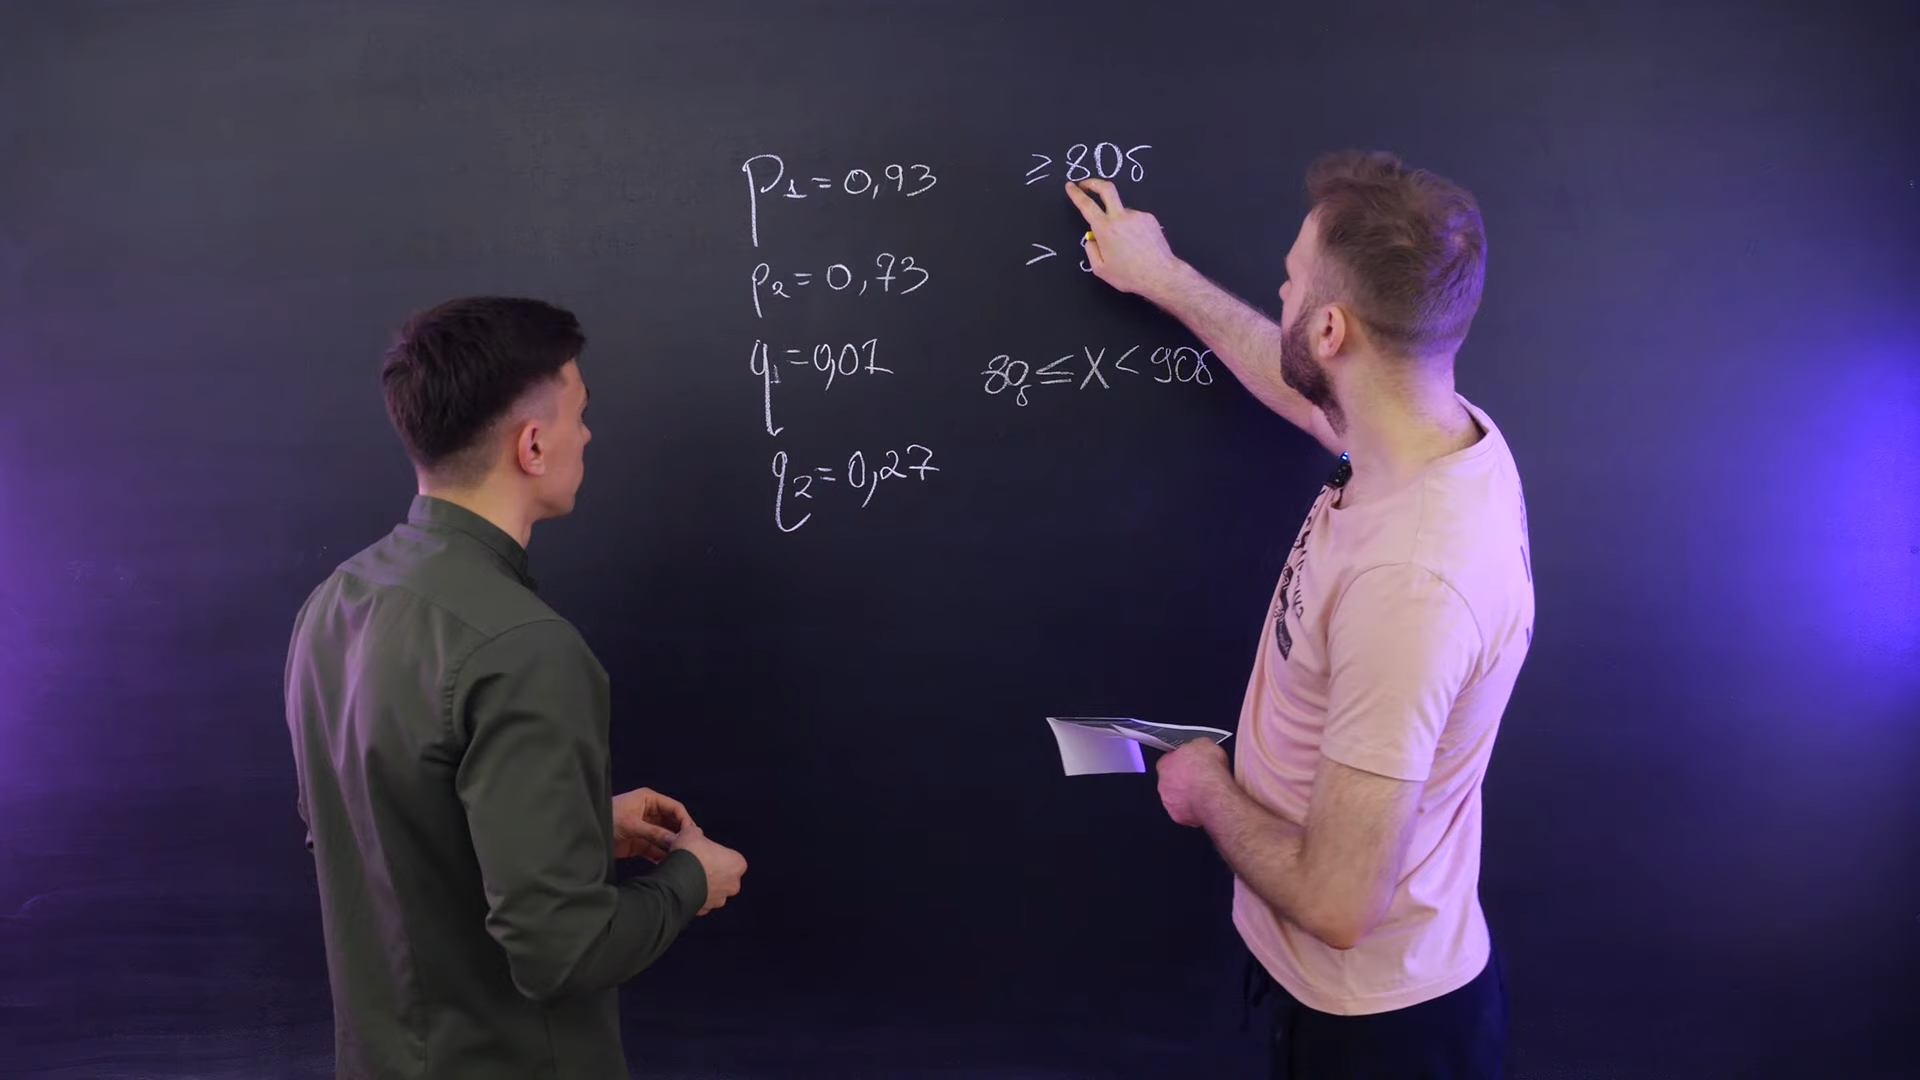 p₁=0,93 ≥80б
p₂=0,73 >
q₁=0,07
80б≤X<90б
q₂=0,27